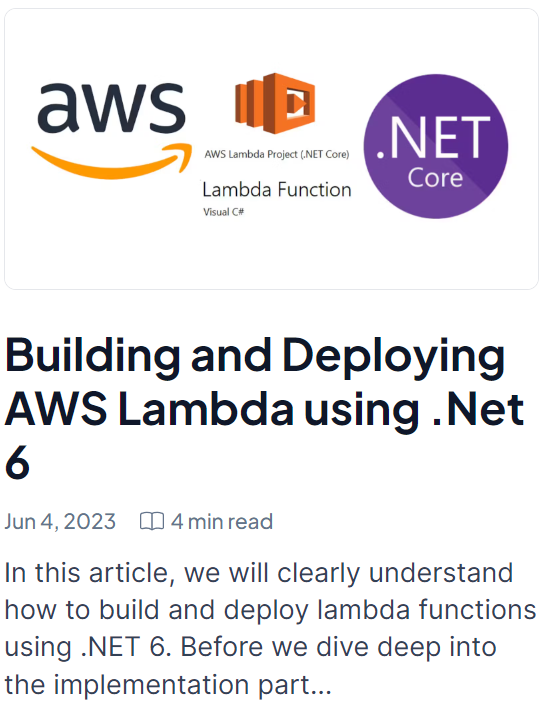 aws
AWS Lambda Project (.NET Core)
Lambda Function
Visual C#
.NET
Core
Building and Deploying
AWS Lambda using .Net
6
Jun 4, 2023 4 min read
In this article, we will clearly understand
how to build and deploy lambda functions
using .NET 6. Before we dive deep into
the implementation part...